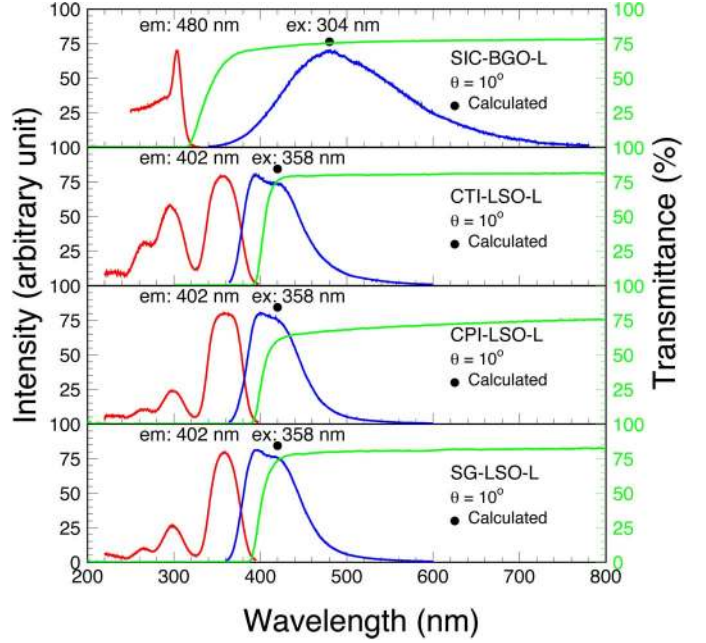 em: 480 nm ex: 304 nm
SIC-BGO-L
θ = 10°
● Calculated
100
75
50
25
100
100
75
50
25
100
em: 402 nm ex: 358 nm
CTI-LSO-L
θ = 10°
● Calculated
75
50
25
100
75
50
25
100
em: 402 nm ex: 358 nm
CPI-LSO-L
θ = 10°
● Calculated
75
50
25
100
75
50
25
100
em: 402 nm ex: 358 nm
SG-LSO-L
θ = 10°
● Calculated
75
50
25
0
75
50
25
0
200 300 400 500 600 700 800
Wavelength (nm)
Intensity (arbitrary unit)
Transmittance (%)